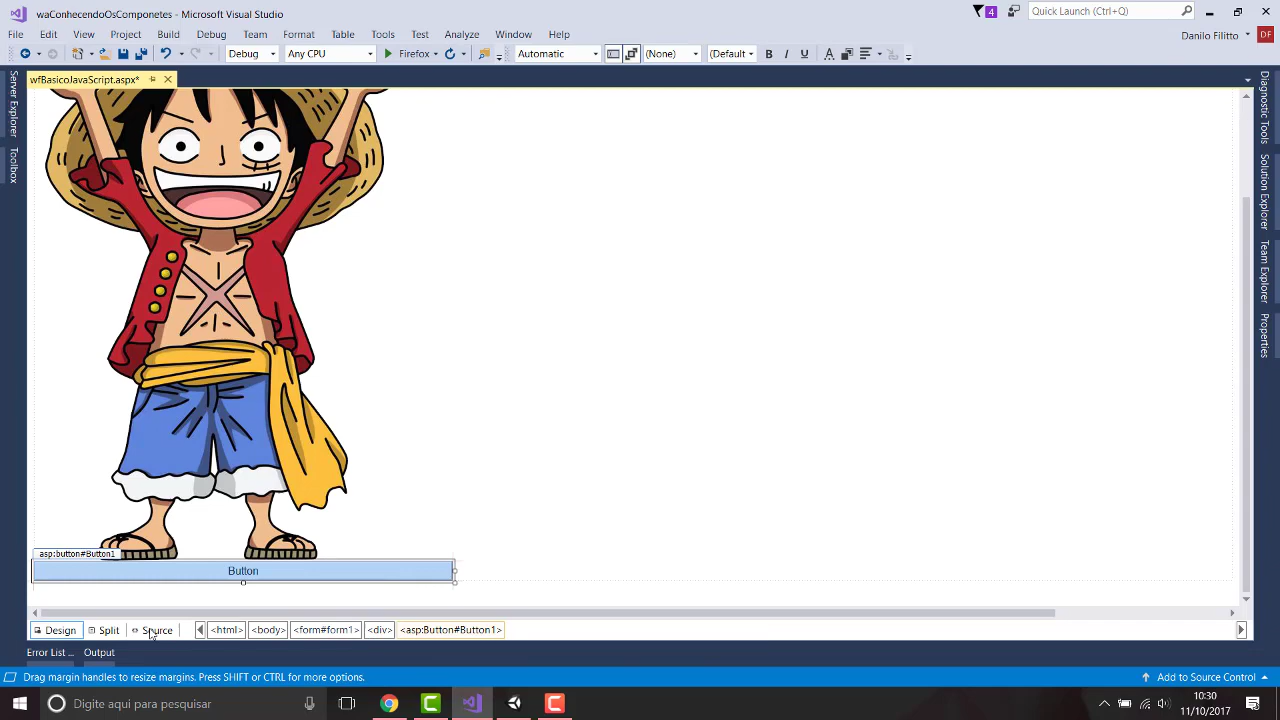 waConhecendoOsComponetes - Microsoft Visual Studio
4
Quick Launch (Ctrl+Q)
File Edit View Project Build Debug Team Format Table Tools Test Analyze Window Help
Danilo Filitto
DF
Debug Any CPU Firefox Automatic (None) (Default B I U A
wfBasicoJavaScript.aspx*
Server Explorer
Toolbox
Diagnostic Tools
Solution Explorer
Team Explorer
Properties
asp:button#Button1
Button
Design Split Source <html> <body> <form#form1> <div> <asp:Button#Button1>
Error List ... Output
Drag margin handles to resize margins. Press SHIFT or CTRL for more options.
Add to Source Control
Digite aqui para pesquisar
10:30
11/10/2017